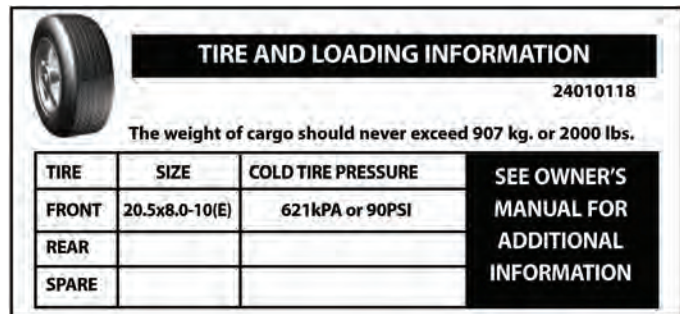 TIRE AND LOADING INFORMATION
24010118
The weight of cargo should never exceed 907 kg. or 2000 lbs.
TIRE SIZE COLD TIRE PRESSURE
FRONT 20.5x8.0-10(E) 621kPA or 90PSI
REAR
SPARE
SEE OWNER'S
MANUAL FOR
ADDITIONAL
INFORMATION